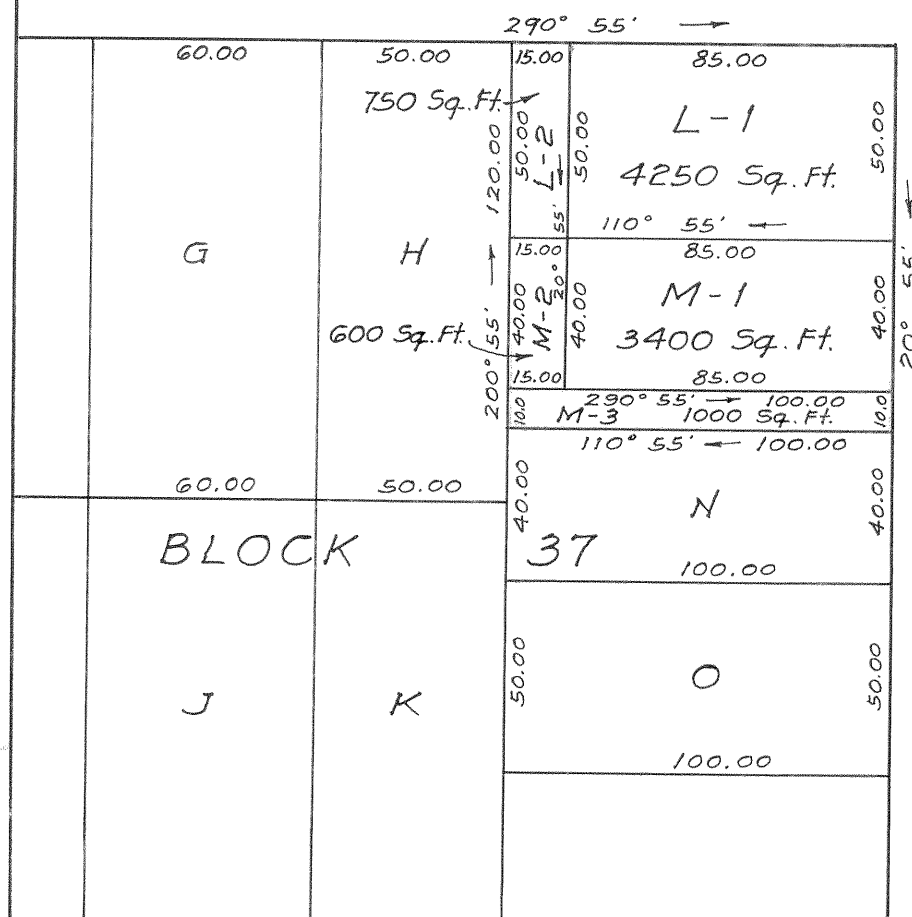 290° 55' →
60.00 50.00 15.00 85.00
750 Sq.Ft.
L-2
50.00
50.00
L-1
4250 Sq. Ft.
50.00
120.00
110° 55' ←
G
H
200° 55' →
15.00 85.00
20° 55' ←
M-2
40.00
40.00
M-1
3400 Sq. Ft.
40.00
600 Sq.Ft.
15.00 85.00
20° 55' ←
290° 55' → 100.00
10.0 M-3 1000 Sq. Ft. 10.0
110° 55' ← 100.00
60.00 50.00
40.00 N 40.00
BLOCK 37
100.00
50.00 O 50.00
J K
100.00